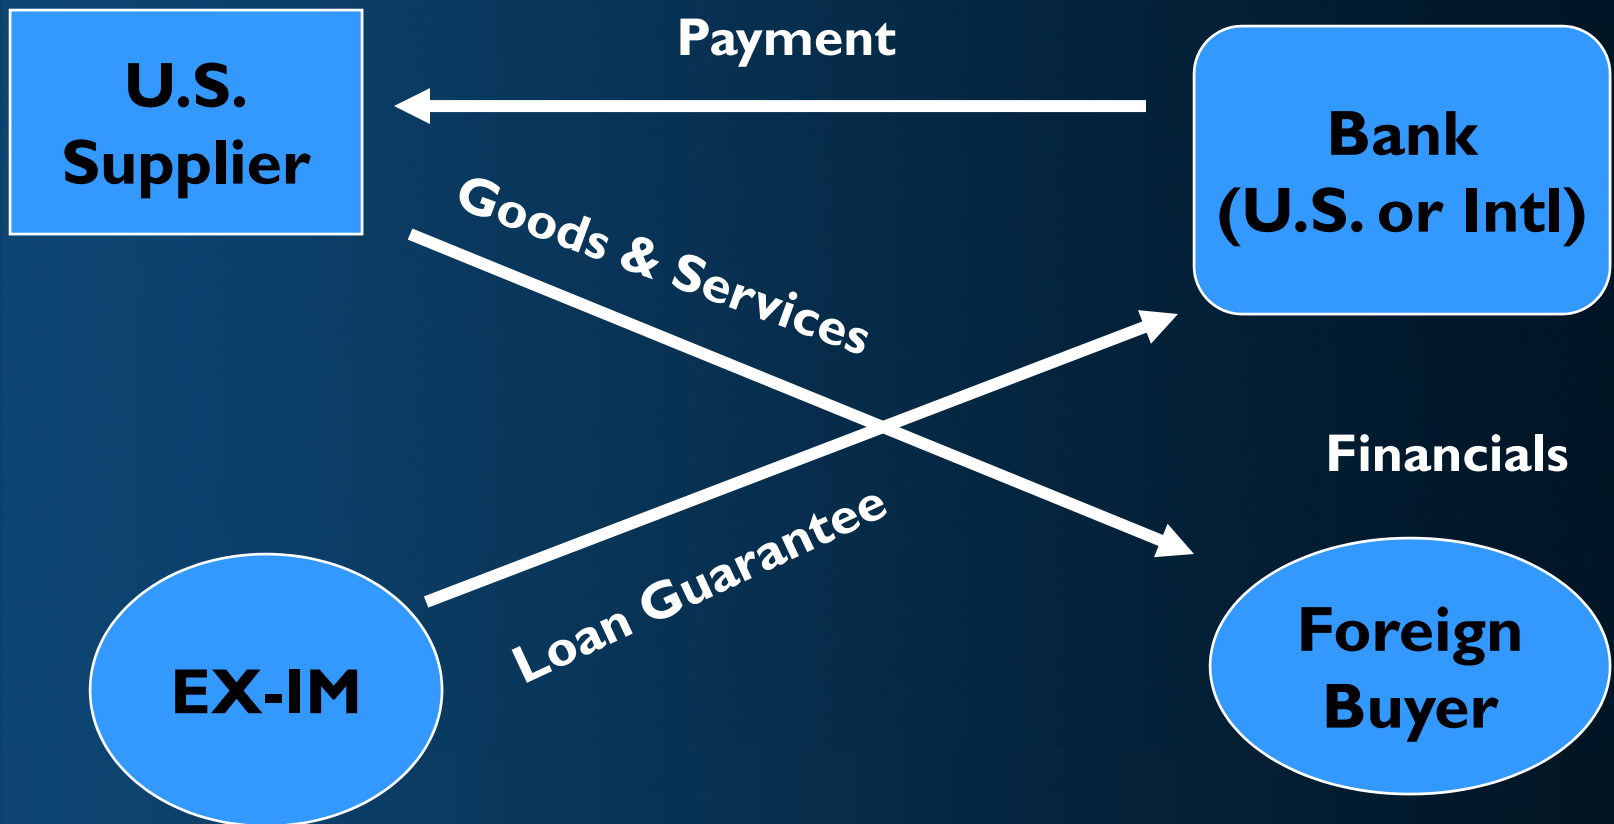 Payment
U.S.
Supplier
Bank
(U.S. or Intl)
Goods & Services
Financials
Loan Guarantee
EX-IM
Foreign
Buyer